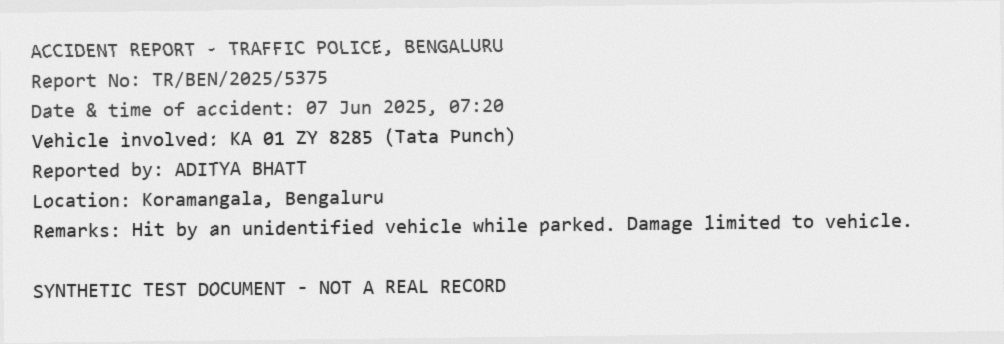 ACCIDENT REPORT - TRAFFIC POLICE, BENGALURU
Report No: TR/BEN/2025/5375
Date & time of accident: 07 Jun 2025, 07:20
Vehicle involved: KA 01 ZY 8285 (Tata Punch)
Reported by: ADITYA BHATT
Location: Koramangala, Bengaluru
Remarks: Hit by an unidentified vehicle while parked. Damage limited to vehicle.
SYNTHETIC TEST DOCUMENT - NOT A REAL RECORD